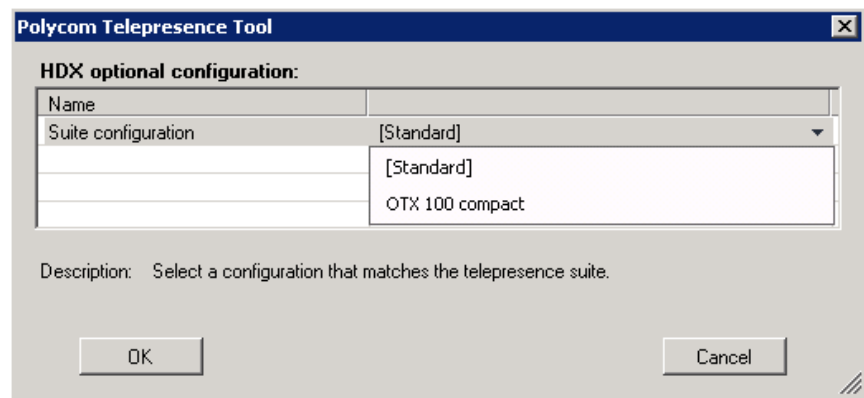 Polycom Telepresence Tool
HDX optional configuration:
Name
Suite configuration [Standard]
[Standard]
OTX 100 compact
Description: Select a configuration that matches the telepresence suite.
OK Cancel